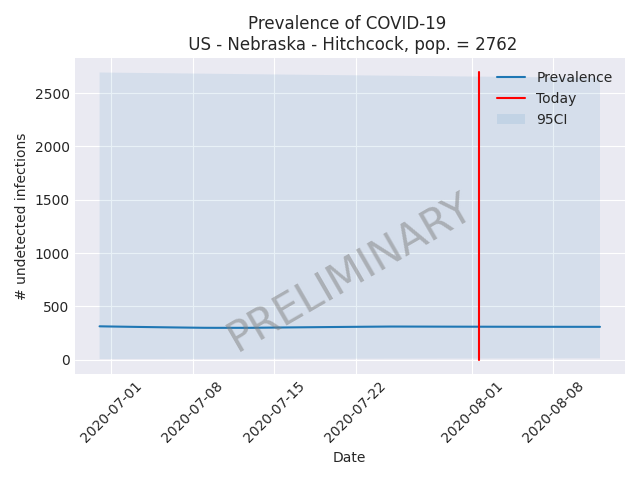 Prevalence of COVID-19
US - Nebraska - Hitchcock, pop. = 2762
Prevalence
Today
95CI
# undetected infections
2500
2000
1500
1000
500
0
PRELIMINARY
2020-07-01
2020-07-08
2020-07-15
2020-07-22
2020-08-01
2020-08-08
Date